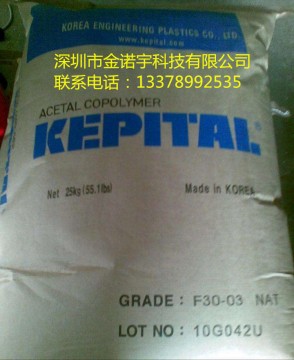 KOREA ENGINEERING PLASTICS CO., LTD.
www.kepital.com
深圳市金诺宇科技有限公司
联系电话：13378992535
ACETAL COPOLYMER
KEPITAL
Net 25kg (55.1lbs)
Made in KOREA
GRADE : F30-03 NAT
LOT NO : 10G042U